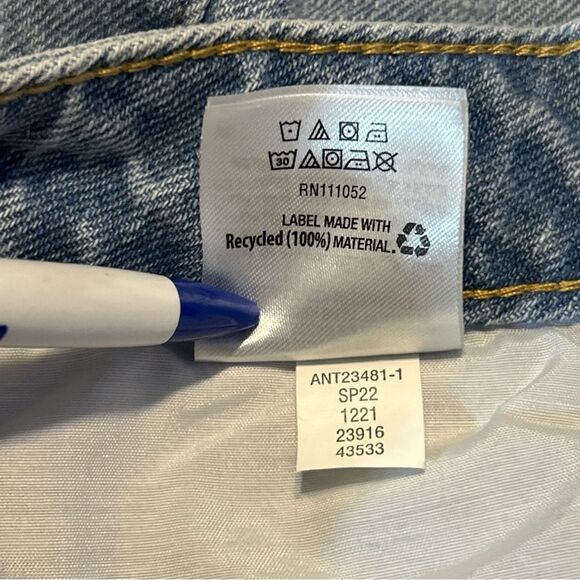 30
RN111052
LABEL MADE WITH
Recycled (100%) MATERIAL.
ANT23481-1
SP22
1221
23916
43533